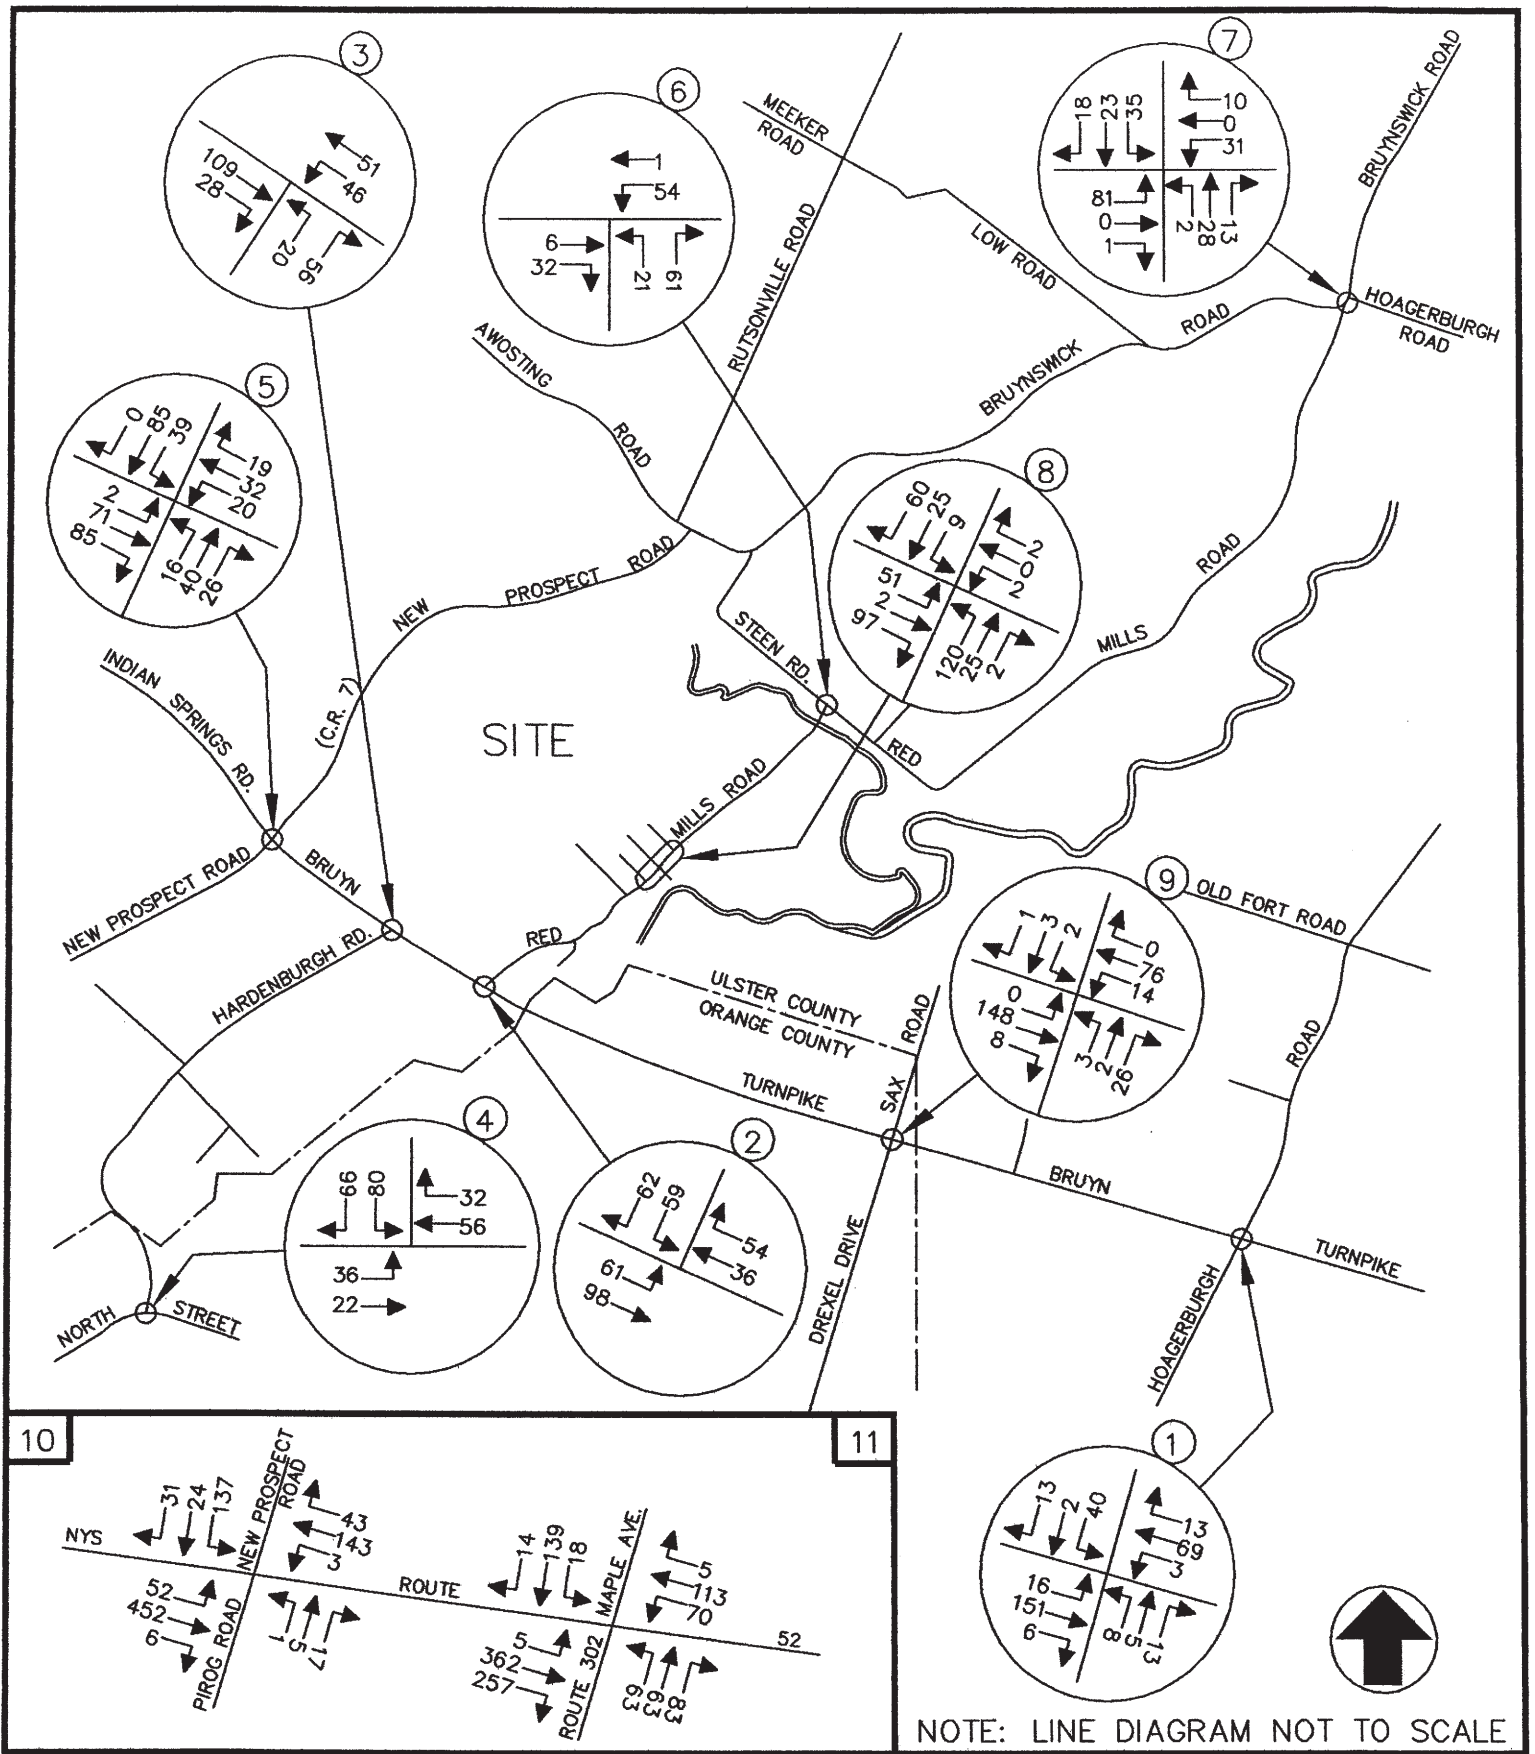 3
109
28
51
46
20
56
6
1
54
6
32
21
61
7
18
23
35
10
0
31
81
0
1
2
28
13
MEEKER
ROAD
LOW ROAD
RUTSONVILLE ROAD
BRUYNSWICK ROAD
HOAGERBURGH
ROAD
BRUYNSWICK
ROAD
AWOSTING
ROAD
5
0
85
39
19
32
20
2
71
85
16
40
26
8
60
25
9
2
0
2
51
2
97
120
25
2
NEW
PROSPECT
ROAD
(C.R. 7)
INDIAN
SPRINGS
RD.
STEEN RD.
RED
MILLS
ROAD
SITE
MILLS ROAD
RED
NEW PROSPECT ROAD
BRUYN
HARDENBURGH RD.
9
1
3
2
0
76
14
0
148
8
3
2
26
OLD FORT ROAD
ULSTER COUNTY
ORANGE COUNTY
TURNPIKE
SAX
ROAD
ROAD
BRUYN
TURNPIKE
DREXEL DRIVE
HOAGERBURGH
4
66
80
32
56
36
22
2
62
59
54
36
61
98
NORTH
STREET
1
13
2
40
13
69
3
16
151
6
8
5
13
10
11
NYS
31
24
137
NEW PROSPECT
ROAD
43
143
3
52
452
6
PIROG ROAD
1
5
17
ROUTE
14
139
18
MAPLE AVE.
5
113
70
5
362
257
ROUTE 302
63
63
83
52
NOTE: LINE DIAGRAM NOT TO SCALE